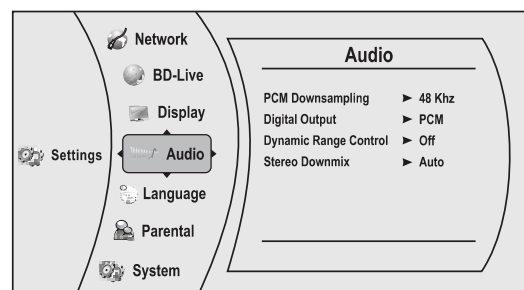 Settings
Network
BD-Live
Display
Audio
Language
Parental
System
Audio
PCM Downsampling ► 48 Khz
Digital Output ► PCM
Dynamic Range Control ► Off
Stereo Downmix ► Auto